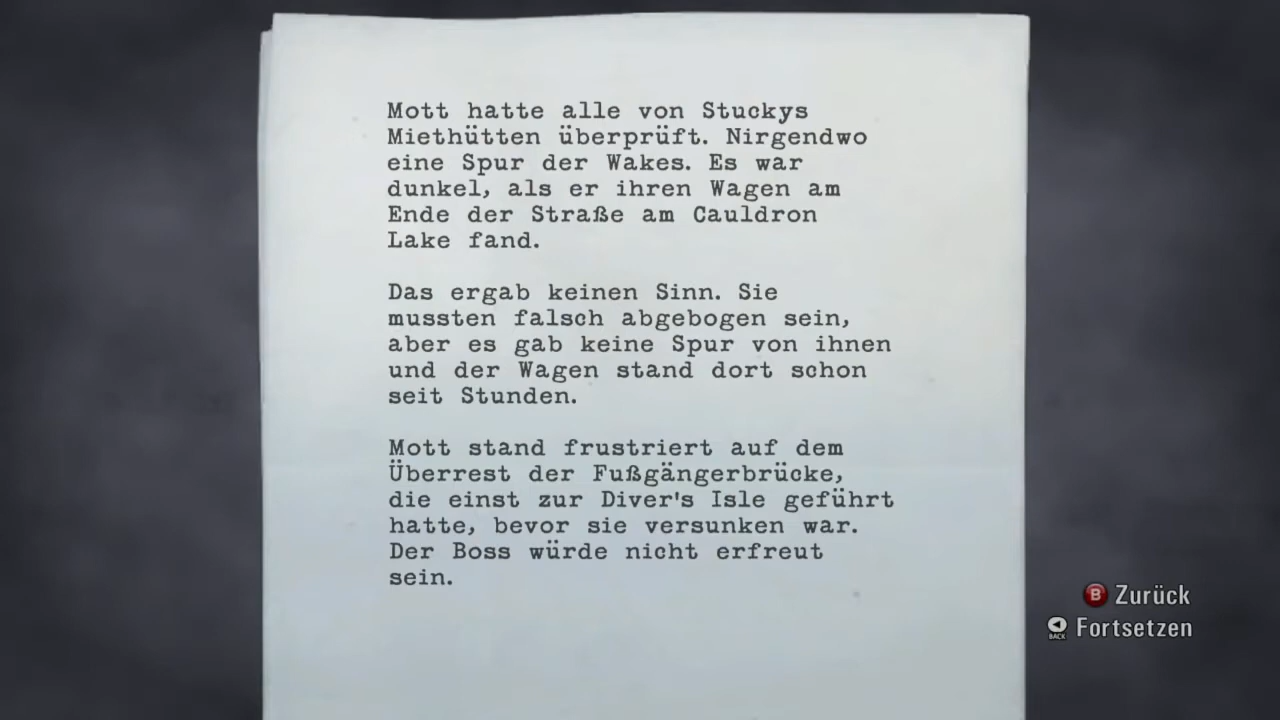 Mott hatte alle von Stuckys
Miethütten überprüft. Nirgendwo
eine Spur der Wakes. Es war
dunkel, als er ihren Wagen am
Ende der Straße am Cauldron
Lake fand.
Das ergab keinen Sinn. Sie
mussten falsch abgebogen sein,
aber es gab keine Spur von ihnen
und der Wagen stand dort schon
seit Stunden.
Mott stand frustriert auf dem
Überrest der Fußgängerbrücke,
die einst zur Diver's Isle geführt
hatte, bevor sie versunken war.
Der Boss würde nicht erfreut
sein.
B Zurück
BACK Fortsetzen